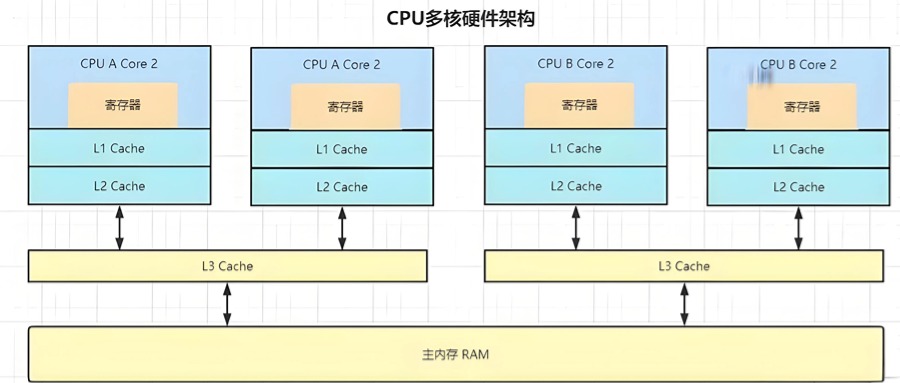 CPU多核硬件架构
CPU A Core 2
CPU A Core 2
CPU B Core 2
CPU B Core 2
寄存器
寄存器
寄存器
寄存器
L1 Cache
L1 Cache
L1 Cache
L1 Cache
L2 Cache
L2 Cache
L2 Cache
L2 Cache
L3 Cache
L3 Cache
主内存 RAM